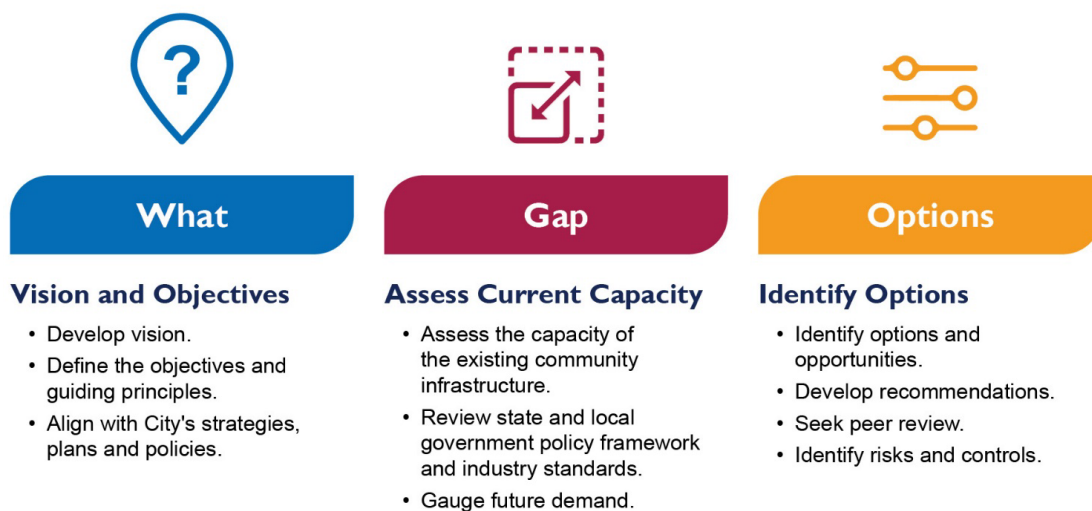 ?
What
Vision and Objectives
• Develop vision.
• Define the objectives and
guiding principles.
• Align with City's strategies,
plans and policies.
Gap
Assess Current Capacity
• Assess the capacity of
the existing community
infrastructure.
• Review state and local
government policy framework
and industry standards.
• Gauge future demand.
Options
Identify Options
• Identify options and
opportunities.
• Develop recommendations.
• Seek peer review.
• Identify risks and controls.